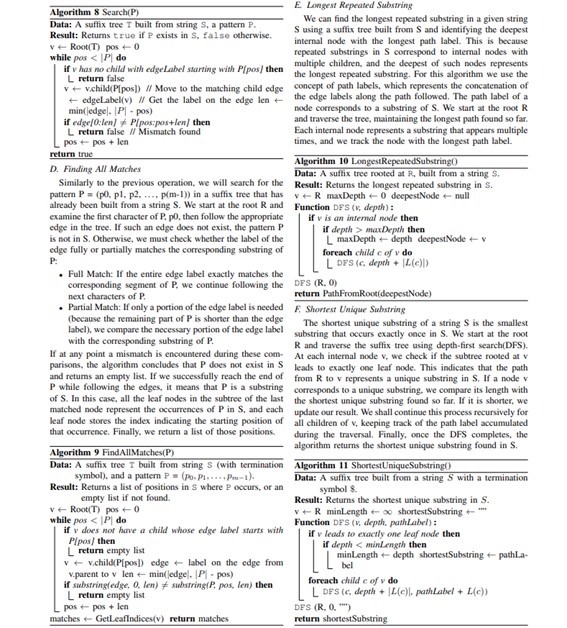 Algorithm 8 Search(P)
Data: A suffix tree T built from string S, a pattern P.
Result: Returns true if P exists in S, false otherwise.
v ← Root(T) pos ← 0
while pos < |P| do
if v has no child with edgeLabel starting with P[pos] then
return false
v ← v.child(P[pos]) // Move to the matching child edge
← edgeLabel(v) // Get the label on the edge len ←
min(|edge|, |P| - pos)
if edge[0:len] ≠ P[pos:pos+len] then
return false // Mismatch found
pos ← pos + len
return true
D. Finding All Matches
Similarly to the previous operation, we will search for the
pattern P = (p0, p1, p2, ..., p(m-1)) in a suffix tree that has
already been built from a string S. We start at the root R and
examine the first character of P, p0, then follow the appropriate
edge in the tree. If such an edge does not exist, the pattern P
is not in S. Otherwise, we must check whether the label of the
edge fully or partially matches the corresponding substring of
P:
• Full Match: If the entire edge label exactly matches the
corresponding segment of P, we continue following the
next characters of P.
• Partial Match: If only a portion of the edge label is needed
(because the remaining part of P is shorter than the edge
label), we compare the necessary portion of the edge label
with the corresponding substring of P.
If at any point a mismatch is encountered during these com-
parisons, the algorithm concludes that P does not exist in S
and returns an empty list. If we successfully reach the end of
P while following the edges, it means that P is a substring
of S. In this case, all the leaf nodes in the subtree of the last
matched node represent the occurrences of P in S, and each
leaf node stores the index indicating the starting position of
that occurrence. Finally, we return a list of those positions.
Algorithm 9 FindAllMatches(P)
Data: A suffix tree T built from string S (with termination
symbol), and a pattern P = (p₀, p₁, ..., pₘ₋₁).
Result: Returns a list of positions in S where P occurs, or an
empty list if not found.
v ← Root(T) pos ← 0
while pos < |P| do
if v does not have a child whose edge label starts with
P[pos] then
return empty list
v ← v.child(P[pos]) edge ← label on the edge from
v.parent to v len ← min(|edge|, |P| - pos)
if substring(edge, 0, len) ≠ substring(P, pos, len) then
return empty list
pos ← pos + len
matches ← GetLeafIndices(v) return matches
E. Longest Repeated Substring
We can find the longest repeated substring in a given string
S using a suffix tree built from S and identifying the deepest
internal node with the longest path label. This is because
repeated substrings in S correspond to internal nodes with
multiple children, and the deepest of such nodes represents
the longest repeated substring. For this algorithm we use the
concept of path labels, which represents the concatenation of
the edge labels along the path followed. The path label of a
node corresponds to a substring of S. We start at the root R
and traverse the tree, maintaining the longest path found so far.
Each internal node represents a substring that appears multiple
times, and we track the node with the longest path label.
Algorithm 10 LongestRepeatedSubstring()
Data: A suffix tree rooted at R, built from a string S.
Result: Returns the longest repeated substring in S.
v ← R maxDepth ← 0 deepestNode ← null
Function DFS(v, depth):
if v is an internal node then
if depth > maxDepth then
maxDepth ← depth deepestNode ← v
foreach child c of v do
DFS(c, depth + |L(c)|)
DFS (R, 0)
return PathFromRoot(deepestNode)
F. Shortest Unique Substring
The shortest unique substring of a string S is the smallest
substring that occurs exactly once in S. We start at the root
R and traverse the suffix tree using depth-first search(DFS).
At each internal node v, we check if the subtree rooted at v
leads to exactly one leaf node. This indicates that the path
from R to v represents a unique substring in S. If a node v
corresponds to a unique substring, we compare its length with
the shortest unique substring found so far. If it is shorter, we
update our result. We shall continue this process recursively for
all children of v, keeping track of the path label accumulated
during the traversal. Finally, once the DFS completes, the
algorithm returns the shortest unique substring found in S.
Algorithm 11 ShortestUniqueSubstring()
Data: A suffix tree built from a string S with a termination
symbol $.
Result: Returns the shortest unique substring in S.
v ← R minLength ← ∞ shortestSubstring ← ""
Function DFS(v, depth, pathLabel):
if v leads to exactly one leaf node then
if depth < minLength then
minLength ← depth shortestSubstring ← pathLa-
bel
foreach child c of v do
DFS (c, depth + |L(c)|, pathLabel + L(c))
DFS (R, 0, "")
return shortestSubstring